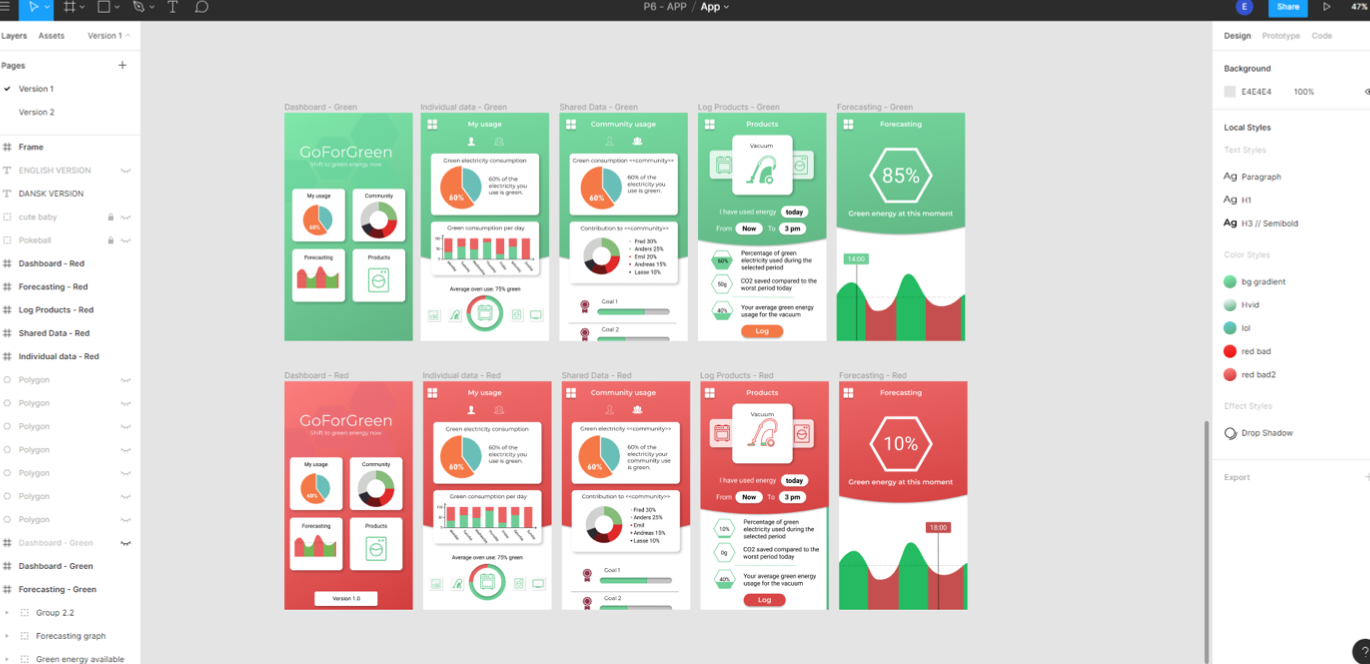 P6 - APP / App
E
Share
47%
Layers
Assets
Version 1
Pages
Version 1
Version 2
Frame
ENGLISH VERSION
DANSK VERSION
cute baby
Pokeball
Dashboard - Red
Forecasting - Red
Log Products - Red
Shared Data - Red
Individual data - Red
Polygon
Polygon
Polygon
Polygon
Polygon
Polygon
Polygon
Dashboard - Green
Dashboard - Green
Forecasting - Green
Group 2.2
Forecasting graph
Green energy available
Dashboard - Green
GoForGreen
Shift to green energy now
My usage
60%
Community
Forecasting
Products
Individual data - Green
My usage
Green electricity consumption
60%
60% of the
electricity you
use is green.
Green consumption per day
Average oven use: 75% green
Shared Data - Green
Community usage
Green consumption <<community>>
60%
60% of the
electricity you
use is green.
Contribution to <<community>>
• Fred 30%
• Anders 25%
• Emil 20%
• Andreas 15%
• Lasse 10%
Goal 1
Goal 2
Log Products - Green
Products
Vacuum
I have used energy today
From Now To 3 pm
60%
Percentage of green
electricity used during the
selected period
50g
CO2 saved compared to the
worst period today
40%
Your average green energy
usage for the vacuum
Log
Forecasting - Green
Forecasting
85%
Green energy at this moment
14:00
Dashboard - Red
GoForGreen
Shift to green energy now
My usage
60%
Community
Forecasting
Products
Version 1.0
Individual data - Red
My usage
Green electricity consumption
60%
60% of the
electricity you
use is green.
Green consumption per day
Average oven use: 75% green
Shared Data - Red
Community usage
Green electricity <<community>>
60%
60% of the
electricity your
community use
is green.
Contribution to <<community>>
• Fred 30%
• Anders 25%
• Emil
• Andreas 15%
• Lasse 10%
Goal 1
Goal 2
Log Products - Red
Products
Vacuum
I have used energy today
From Now To 3 pm
10%
Percentage of green
electricity used during the
selected period
0g
CO2 saved compared to the
worst period today
40%
Your average green energy
usage for the vacuum
Log
Forecasting - Red
Forecasting
10%
Green energy at this moment
18:00
Design
Prototype
Code
Background
E4E4E4
100%
Local Styles
Text Styles
Ag Paragraph
Ag H1
Ag H3 // Semibold
Color Styles
bg gradient
Hvid
lol
red bad
red bad2
Effect Styles
Drop Shadow
Export
?